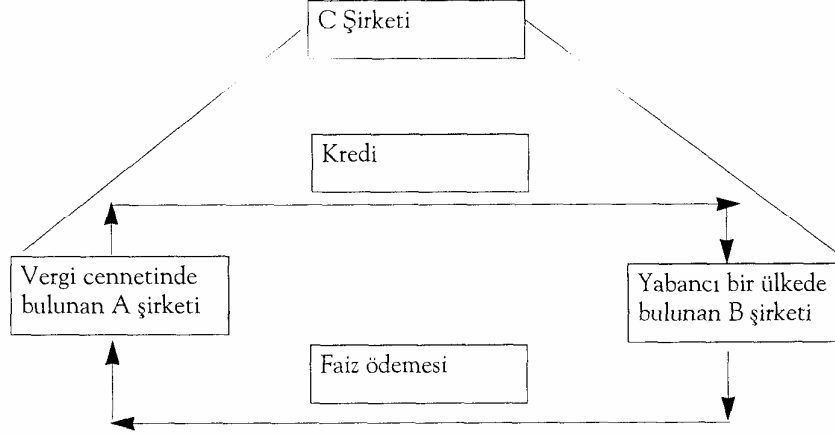 C Şirketi
Kredi
Vergi cennetinde
bulunan A şirketi
Yabancı bir ülkede
bulunan B şirketi
Faiz ödemesi